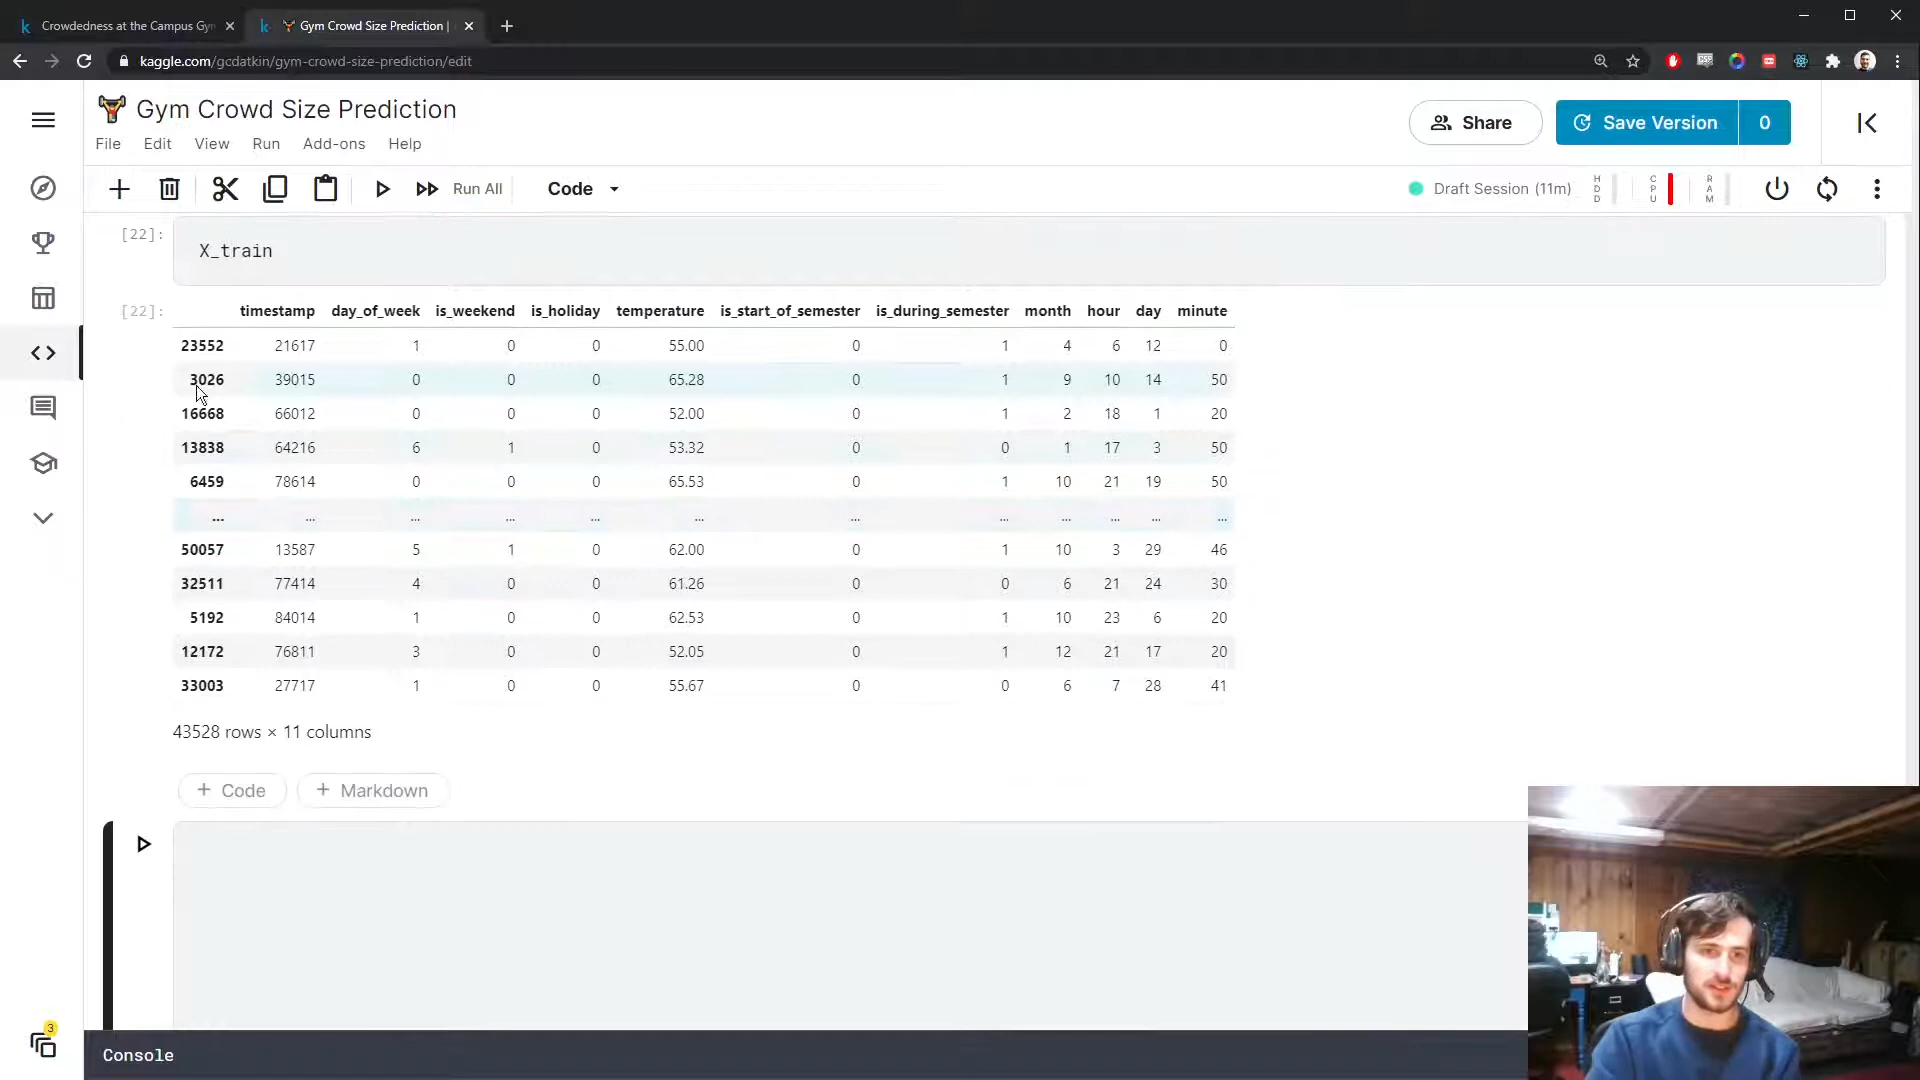 Crowdedness at the Campus Gy
Gym Crowd Size Prediction |
kaggle.com/gcdatkin/gym-crowd-size-prediction/edit
Gym Crowd Size Prediction
File Edit View Run Add-ons Help
Share
Save Version 0
Run All
Code
Draft Session (11m)
HDD
CPU
RAM
[22]:
X_train
[22]:
timestamp day_of_week is_weekend is_holiday temperature is_start_of_semester is_during_semester month hour day minute
23552 21617 1 0 0 55.00 0 1 4 6 12 0
3026 39015 0 0 0 65.28 0 1 9 10 14 50
16668 66012 0 0 0 52.00 0 1 2 18 1 20
13838 64216 6 1 0 53.32 0 0 1 17 3 50
6459 78614 0 0 0 65.53 0 1 10 21 19 50
... ... ... ... ... ... ... ... ... ... ... ...
50057 13587 5 1 0 62.00 0 1 10 3 29 46
32511 77414 4 0 0 61.26 0 0 6 21 24 30
5192 84014 1 0 0 62.53 0 1 10 23 6 20
12172 76811 3 0 0 52.05 0 1 12 21 17 20
33003 27717 1 0 0 55.67 0 0 6 7 28 41
43528 rows × 11 columns
+ Code + Markdown
3
Console